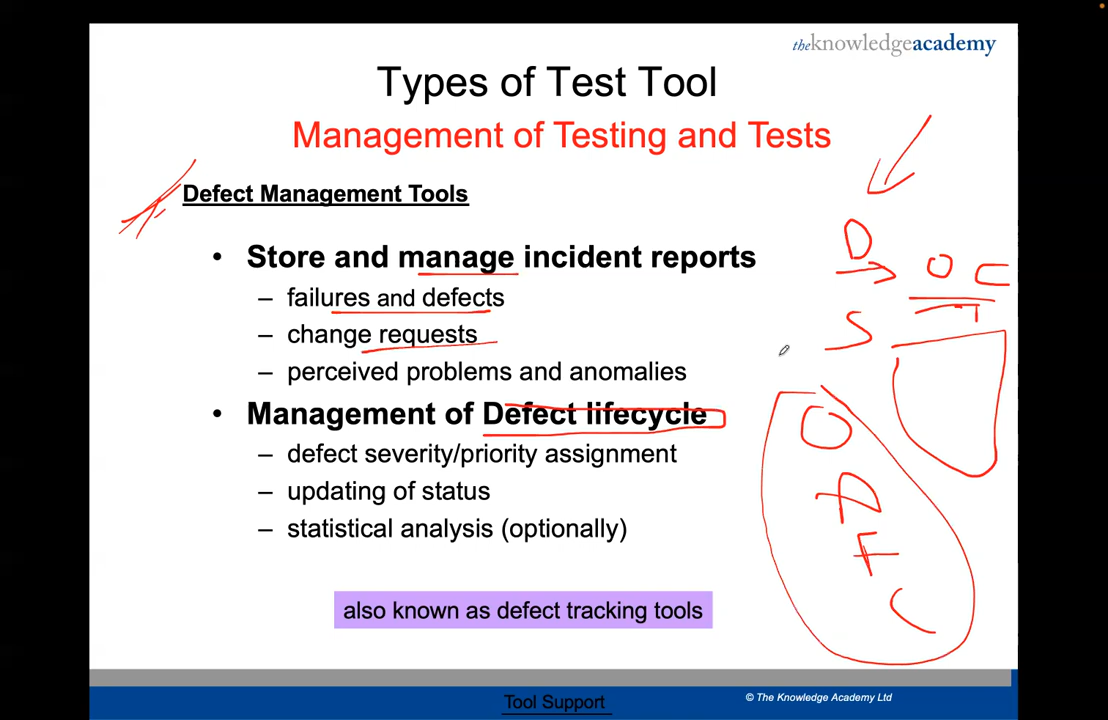 theknowledgeacademy
Types of Test Tool
Management of Testing and Tests
Defect Management Tools
• Store and manage incident reports
– failures and defects
– change requests
– perceived problems and anomalies
• Management of Defect lifecycle
– defect severity/priority assignment
– updating of status
– statistical analysis (optionally)
also known as defect tracking tools
D
O C
S
O
F
C
Tool Support
© The Knowledge Academy Ltd